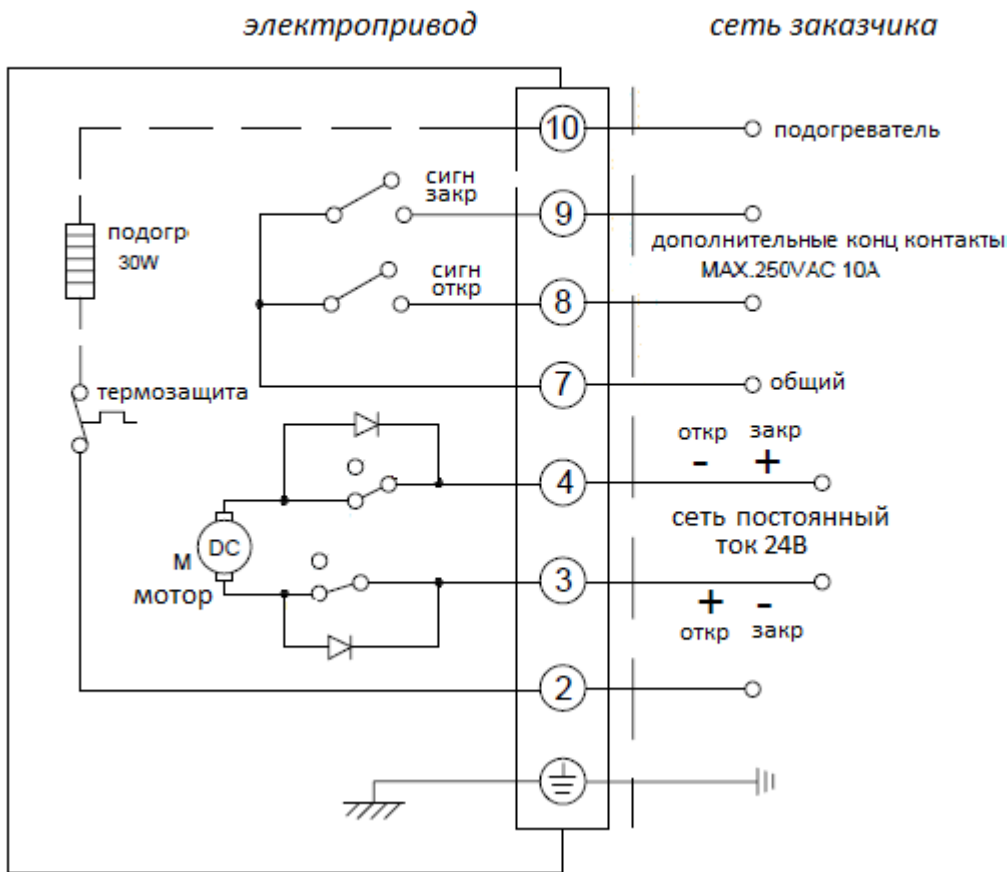 электропривод
сеть заказчика
10
подогреватель
сигн
закр
9
подогр
30W
дополнительные конц контакты
MAX.250VAC 10A
сигн
откр
8
7
общий
термозащита
откр закр
- +
4
сеть постоянный
ток 24В
DC
М
мотор
3
+ -
откр закр
2